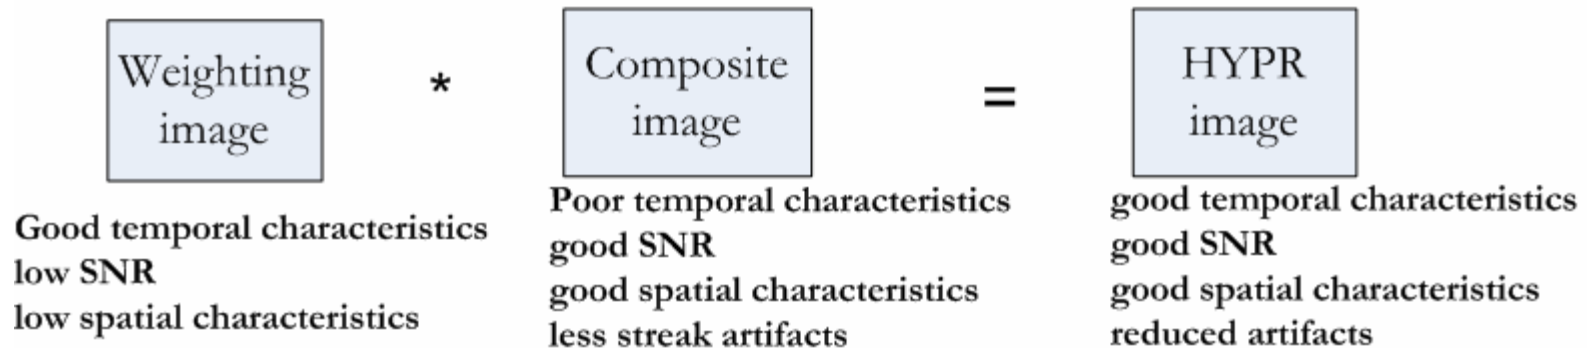 Weighting
image
*
Composite
image
=
HYPR
image
Good temporal characteristics
low SNR
low spatial characteristics
Poor temporal characteristics
good SNR
good spatial characteristics
less streak artifacts
good temporal characteristics
good SNR
good spatial characteristics
reduced artifacts